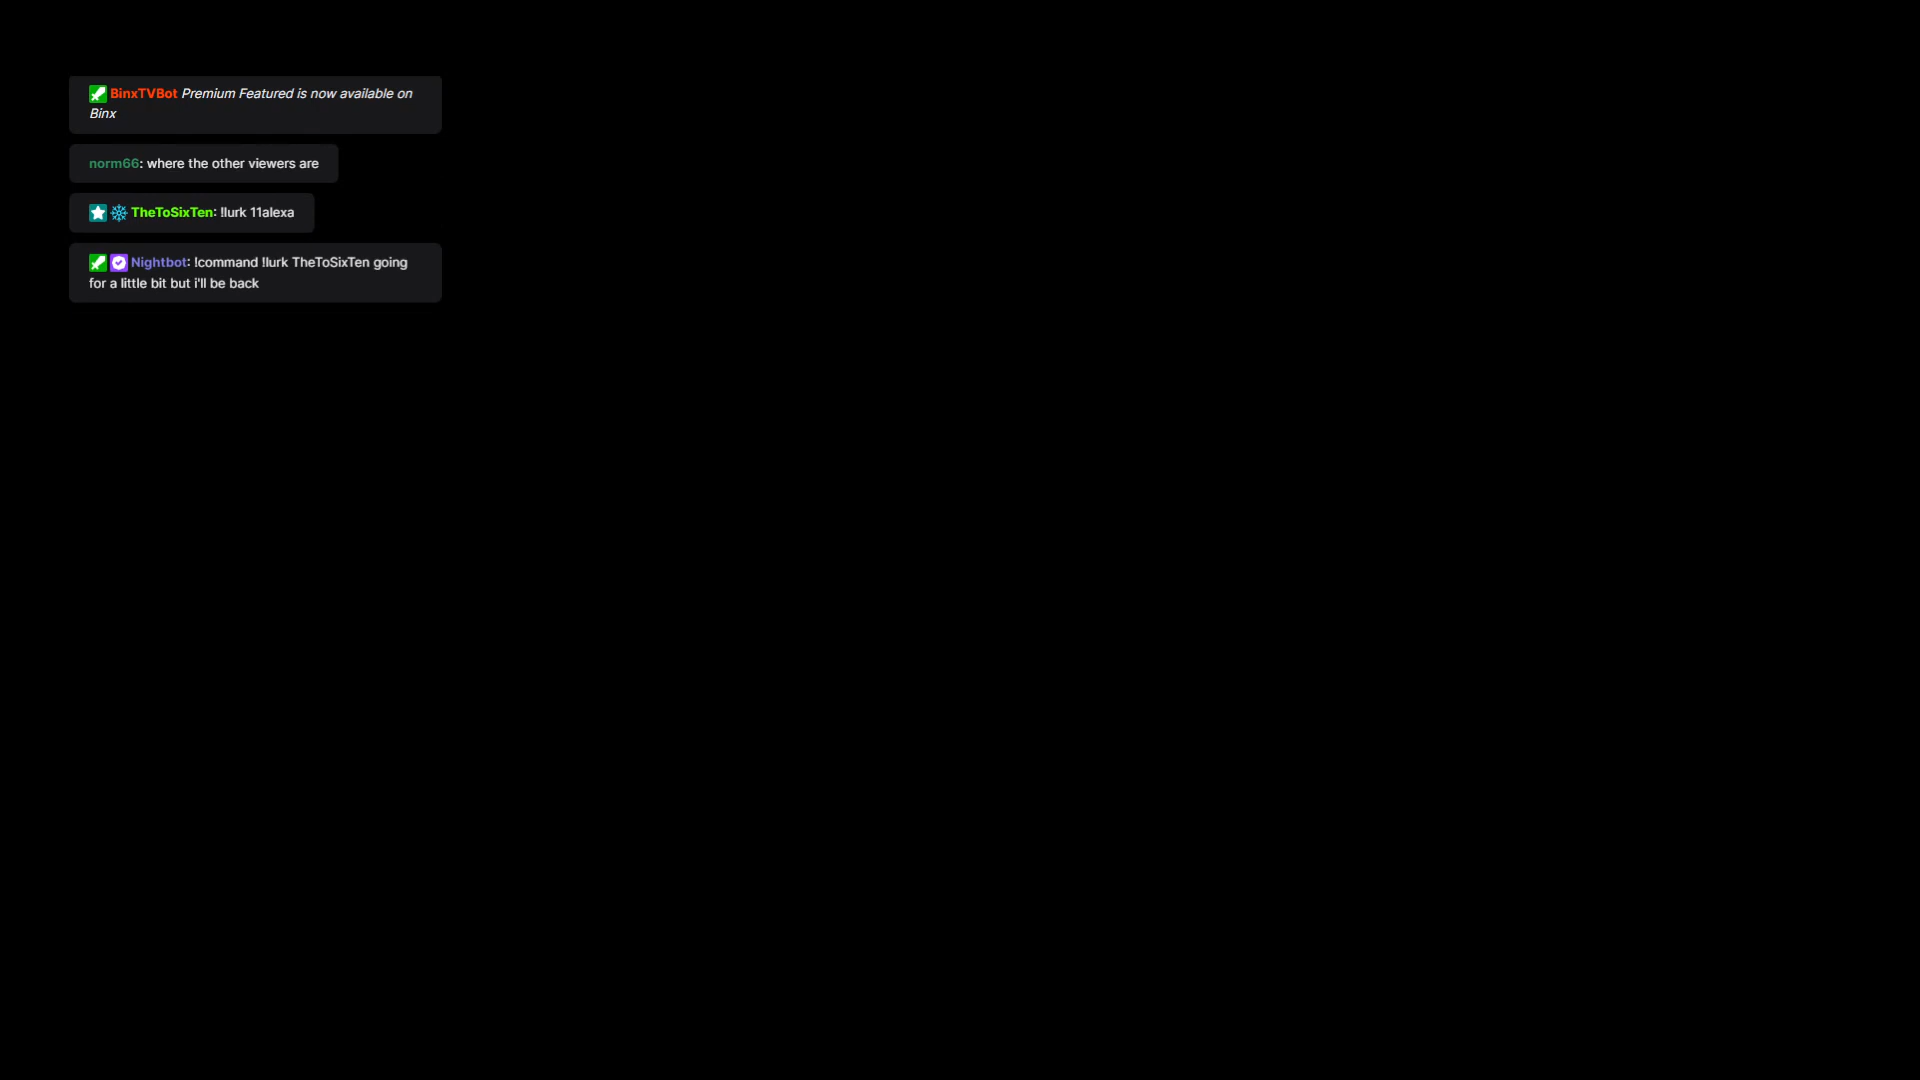 BinxTVBot Premium Featured is now available on
Binx
norm66: where the other viewers are
TheToSixTen: !lurk 11alexa
Nightbot: !command !lurk TheToSixTen going
for a little bit but i'll be back